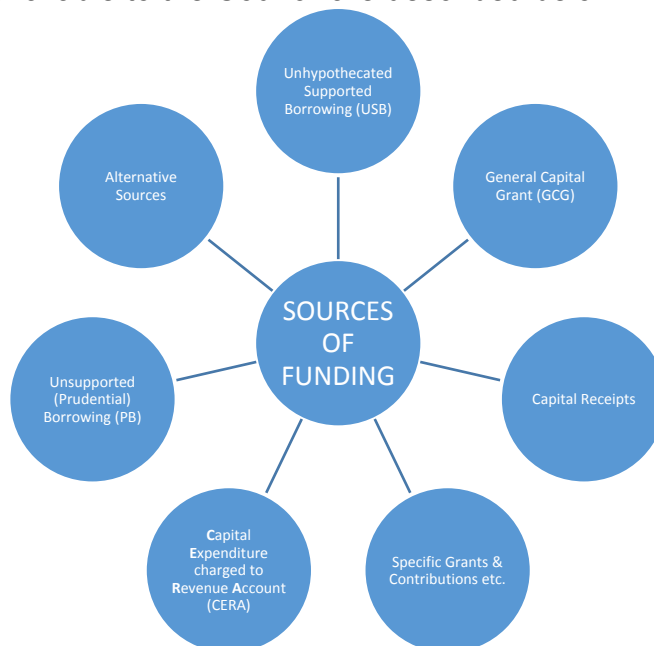 Unhypothecated
Supported
Borrowing (USB)
General Capital
Grant (GCG)
Capital Receipts
Specific Grants &
Contributions etc.
Capital
Expenditure
charged to
Revenue Account
(CERA)
Unsupported
(Prudential)
Borrowing (PB)
Alternative
Sources
SOURCES
OF
FUNDING